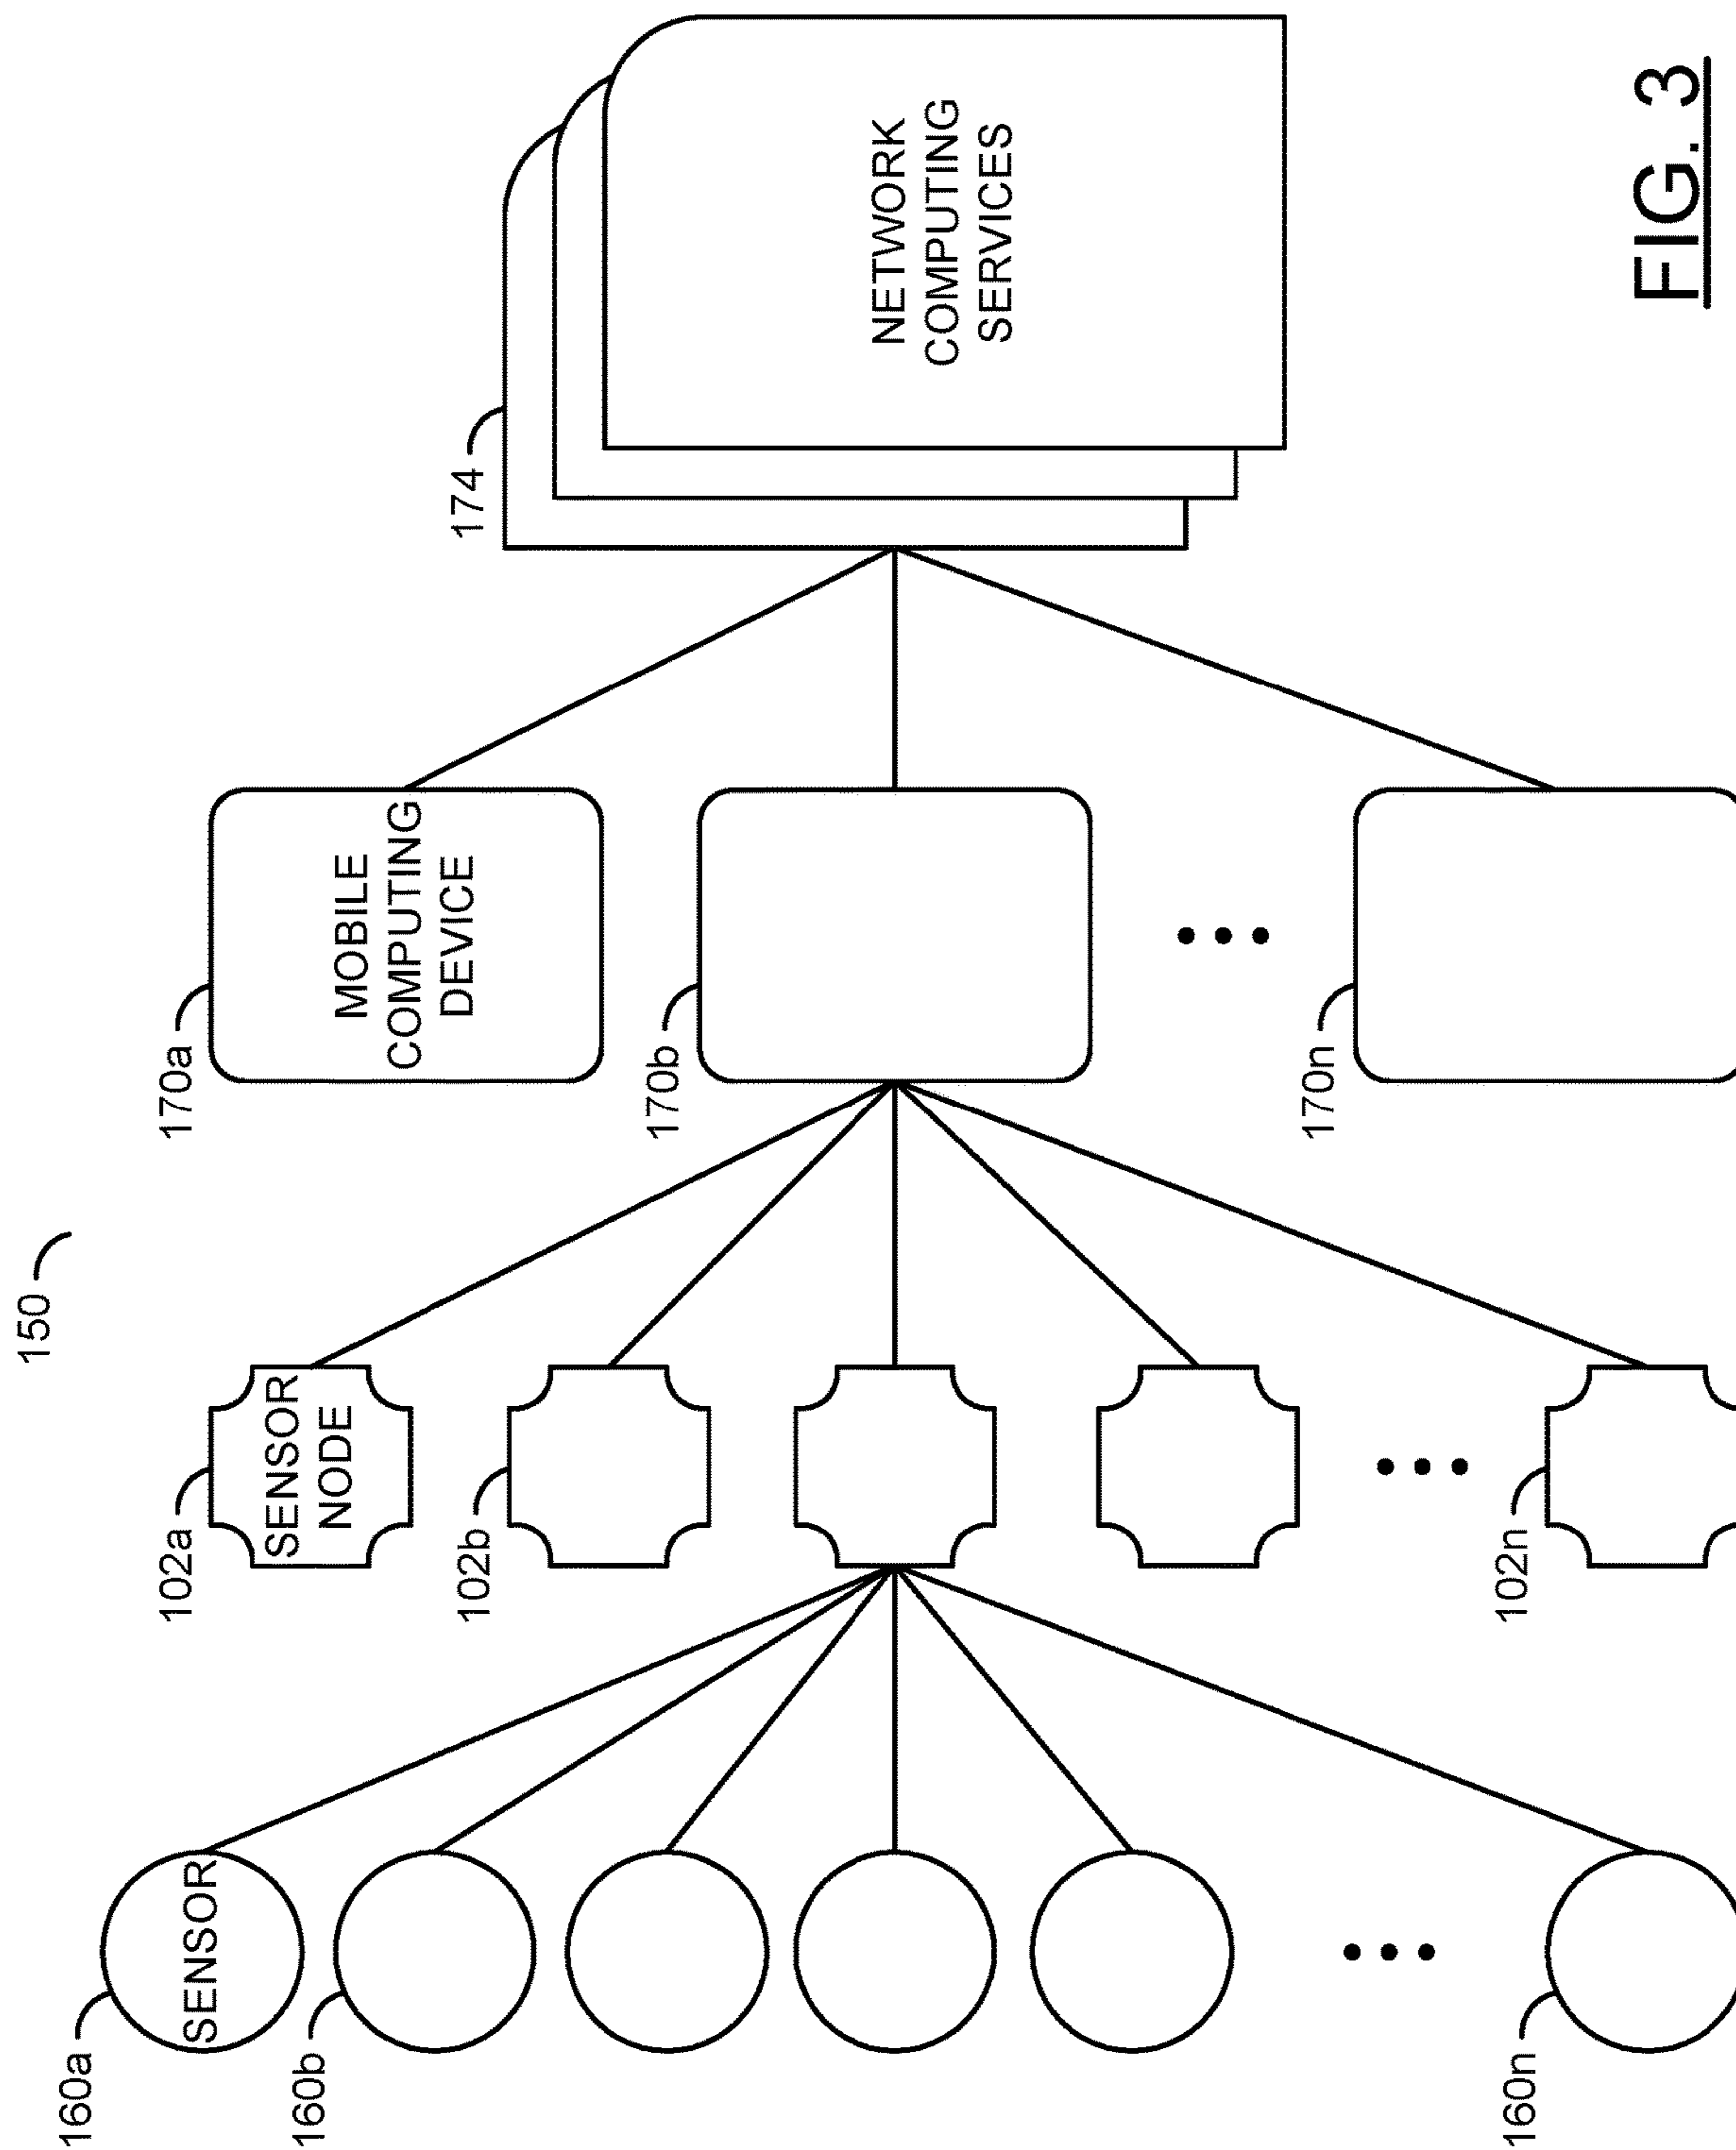 150
160a
SENSOR
160b
160n
102a
SENSOR
NODE
102b
102n
170a
MOBILE
COMPUTING
DEVICE
170b
170n
174
NETWORK
COMPUTING
SERVICES
FIG. 3